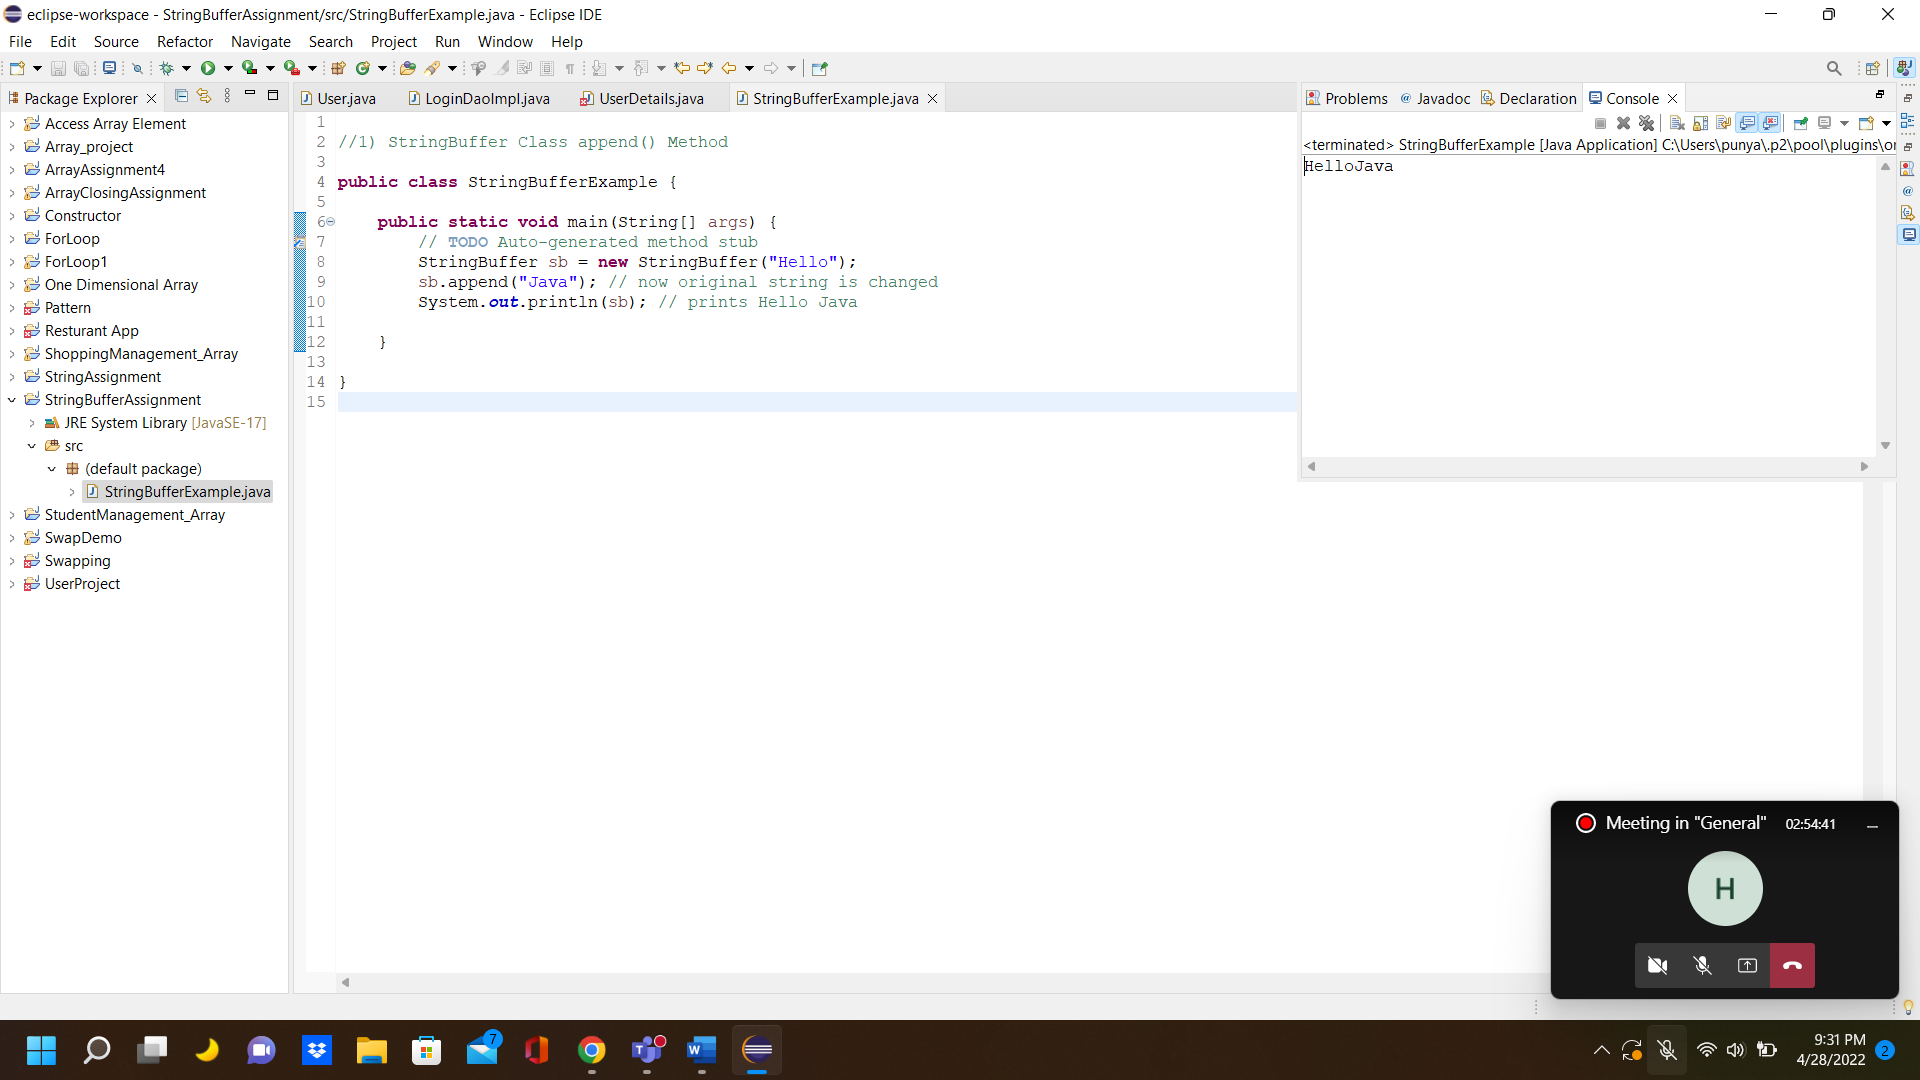 eclipse-workspace - StringBufferAssignment/src/StringBufferExample.java - Eclipse IDE
File Edit Source Refactor Navigate Search Project Run Window Help
Package Explorer
Access Array Element
Array_project
ArrayAssignment4
ArrayClosingAssignment
Constructor
ForLoop
ForLoop1
One Dimensional Array
Pattern
Resturant App
ShoppingManagement_Array
StringAssignment
StringBufferAssignment
JRE System Library [JavaSE-17]
src
(default package)
StringBufferExample.java
StudentManagement_Array
SwapDemo
Swapping
UserProject
User.java LoginDaoImpl.java UserDetails.java StringBufferExample.java
1
2 //1) StringBuffer Class append() Method
3
4 public class StringBufferExample {
5
6 public static void main(String[] args) {
7 // TODO Auto-generated method stub
8 StringBuffer sb = new StringBuffer("Hello");
9 sb.append("Java"); // now original string is changed
10 System.out.println(sb); // prints Hello Java
11
12 }
13
14 }
15
Problems Javadoc Declaration Console
<terminated> StringBufferExample [Java Application] C:\Users\punya\.p2\pool\plugins\or
HelloJava
Meeting in "General" 02:54:41
H
7
9:31 PM
4/28/2022
2